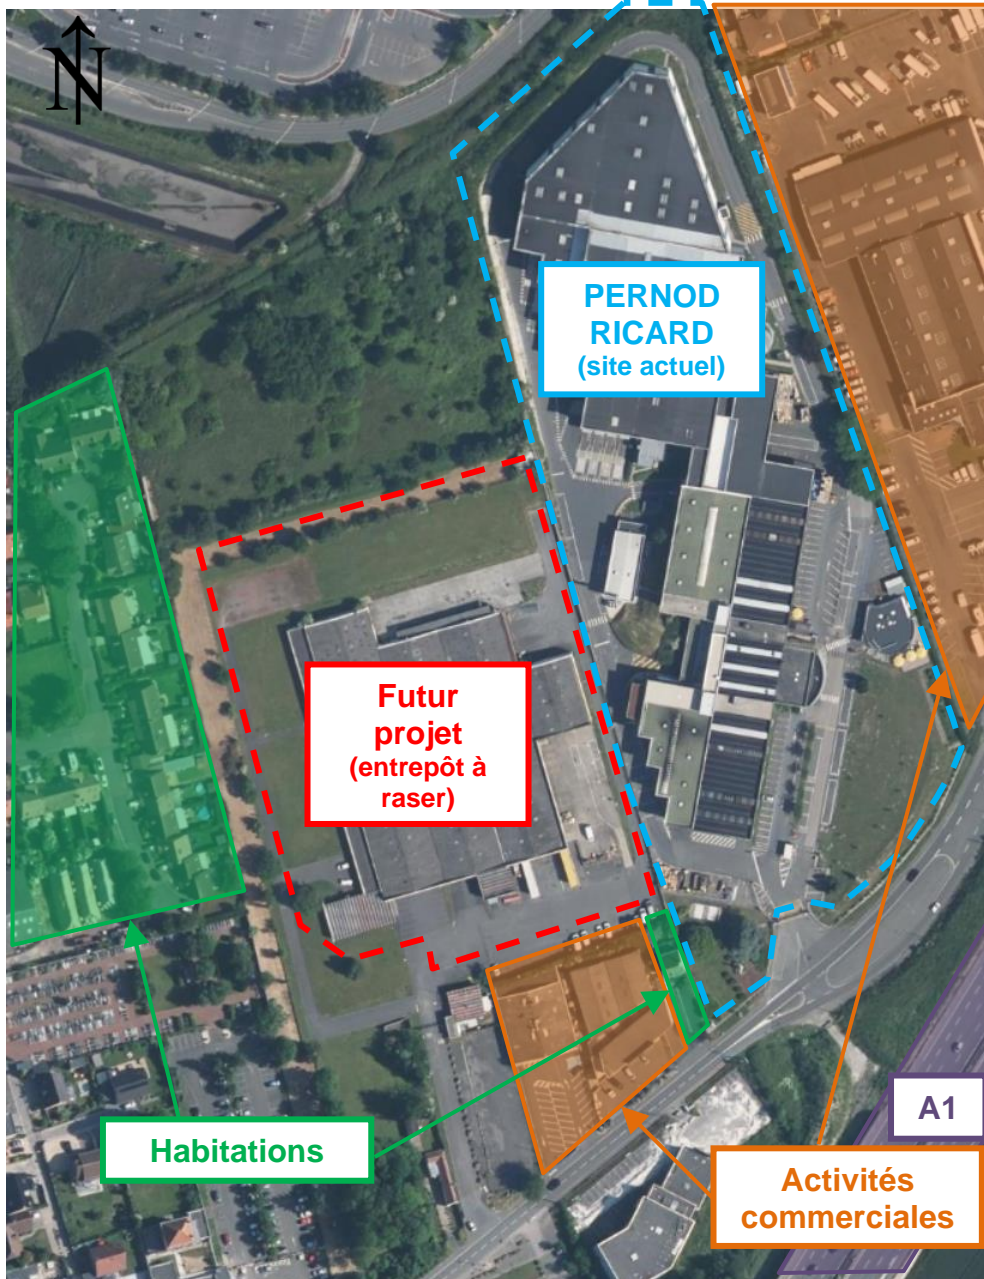 N
PERNOD
RICARD
(site actuel)
Futur
projet
(entrepôt à
raser)
A1
Habitations
Activités
commerciales